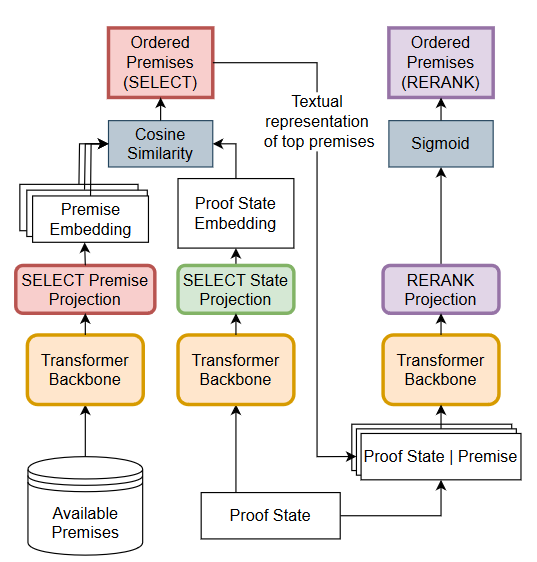 Ordered
Premises
(SELECT)
Ordered
Premises
(RERANK)
Textual
representation
of top premises
Cosine
Similarity
Sigmoid
Premise
Embedding
Proof State
Embedding
SELECT Premise
Projection
SELECT State
Projection
RERANK
Projection
Transformer
Backbone
Transformer
Backbone
Transformer
Backbone
Proof State | Premise
Available
Premises
Proof State